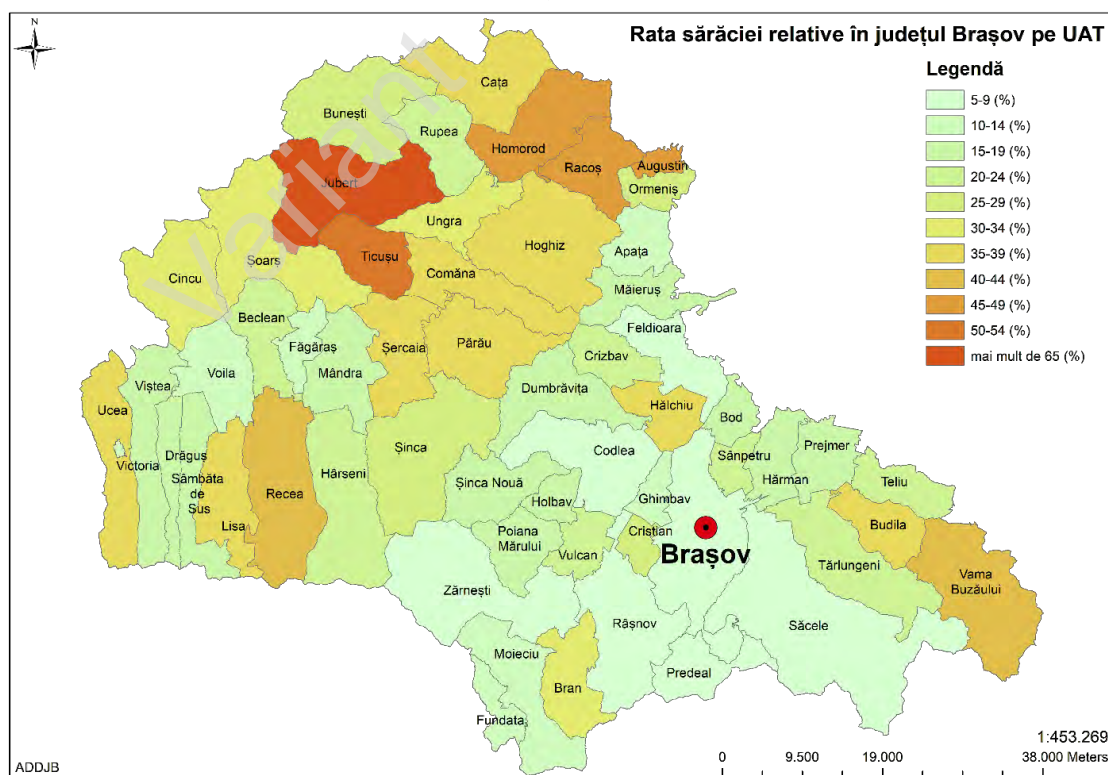 N
Rata sărăciei relative în județul Brașov pe UAT
Legendă
5-9 (%)
10-14 (%)
15-19 (%)
20-24 (%)
25-29 (%)
30-34 (%)
35-39 (%)
40-44 (%)
45-49 (%)
50-54 (%)
mai mult de 65 (%)
Cața
Bunești
Rupea
Homorod
Racoș
Augustin
Ormeniș
Jibert
Ungra
Hoghiz
Apața
Ticușu
Șoars
Comăna
Cincu
Măieruș
Beclean
Feldioara
Făgăraș
Șercaia
Părău
Crizbav
Voila
Mândra
Viștea
Dumbrăvița
Ucea
Hălchiu
Bod
Codlea
Prejmer
Drăguș
Șinca
Sânpetru
Victoria
Sâmbăta
de
Sus
Hârseni
Hărman
Recea
Șinca Nouă
Teliu
Ghimbav
Holbav
Lisa
Budila
Poiana
Mărului
Cristian
Vulcan
Brașov
Tărlungeni
Vama
Buzăului
Zărnești
Râșnov
Săcele
Moieciu
Predeal
Bran
Fundata
Variant
1:453.269
0 9.500 19.000 38.000 Meters
ADDJB